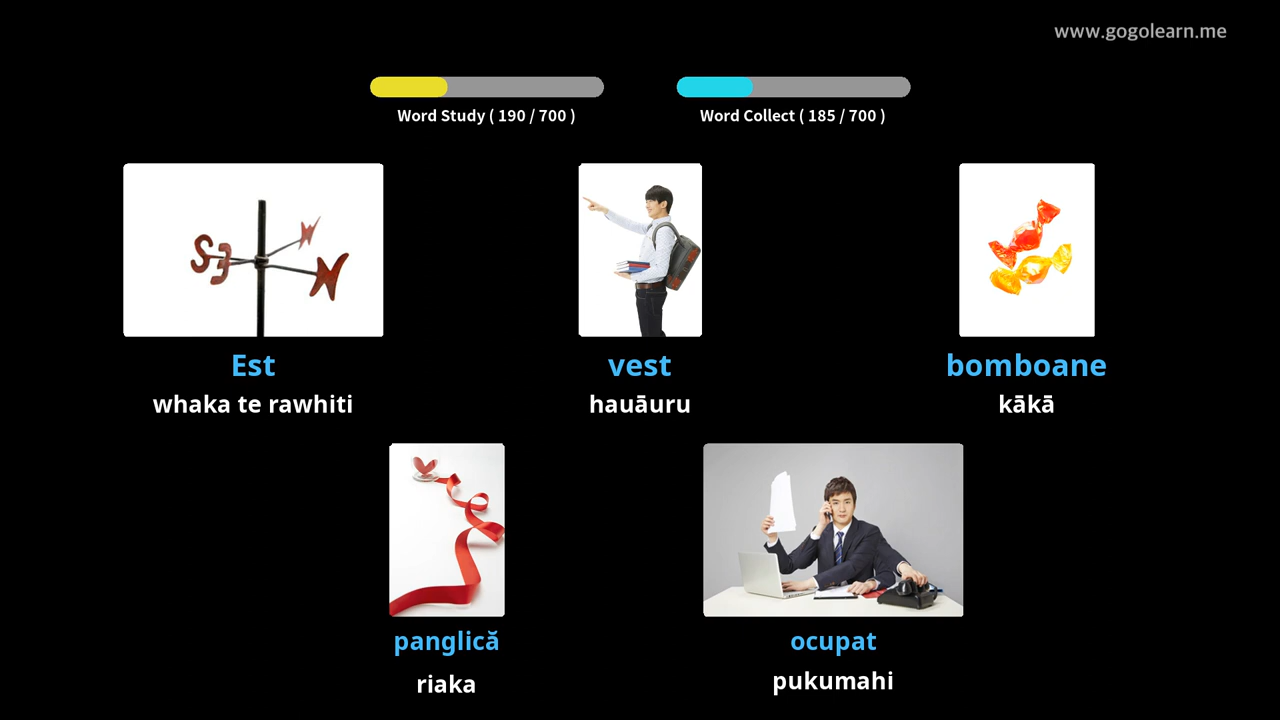 www.gogolearn.me
Word Study ( 190 / 700 )
Word Collect ( 185 / 700 )
S E N N
Est
vest
bomboane
whaka te rawhiti
hauāuru
kākā
panglică
ocupat
riaka
pukumahi